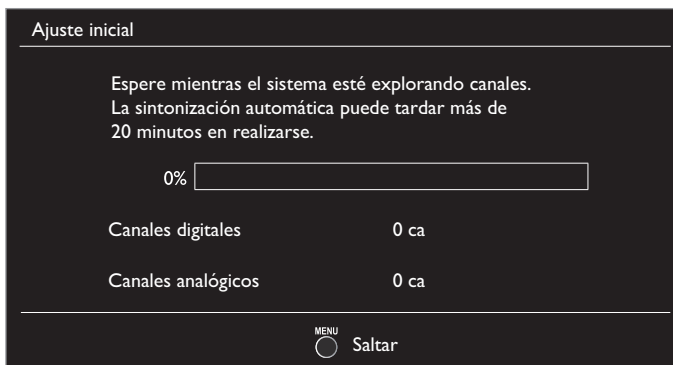 Ajuste inicial
Espere mientras el sistema esté explorando canales.
La sintonización automática puede tardar más de
20 minutos en realizarse.
0%
Canales digitales 0 ca
Canales analógicos 0 ca
MENU
Saltar